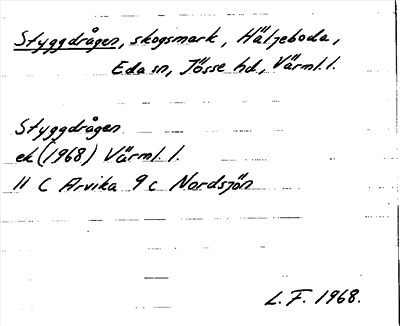 Styggdrågen, skogsmark, Häljeboda,
Eda sn, Jösse hd, Värml. l.
Styggdrågen
ek (1968) Värml. l.
11 C Arvika 9 c Nordsjön
L. F. 1968.